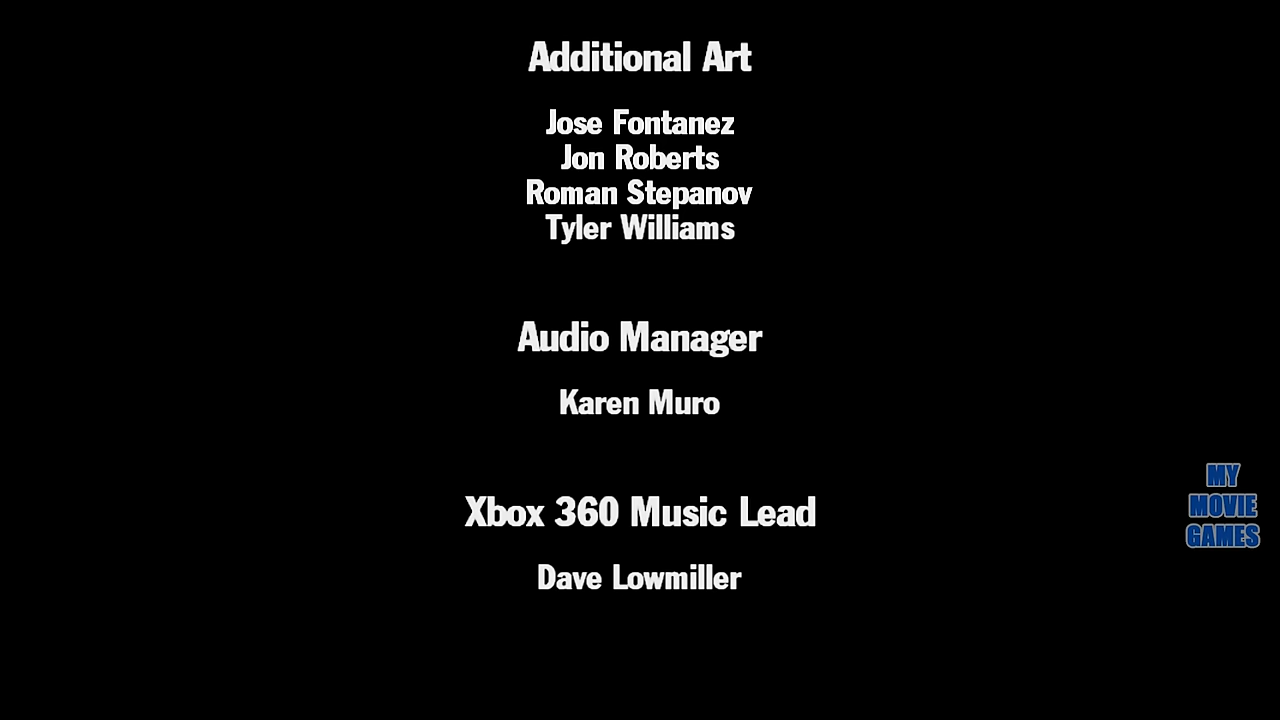 Additional Art
Jose Fontanez
Jon Roberts
Roman Stepanov
Tyler Williams
Audio Manager
Karen Muro
Xbox 360 Music Lead
Dave Lowmiller
MY
MOVIE
GAMES